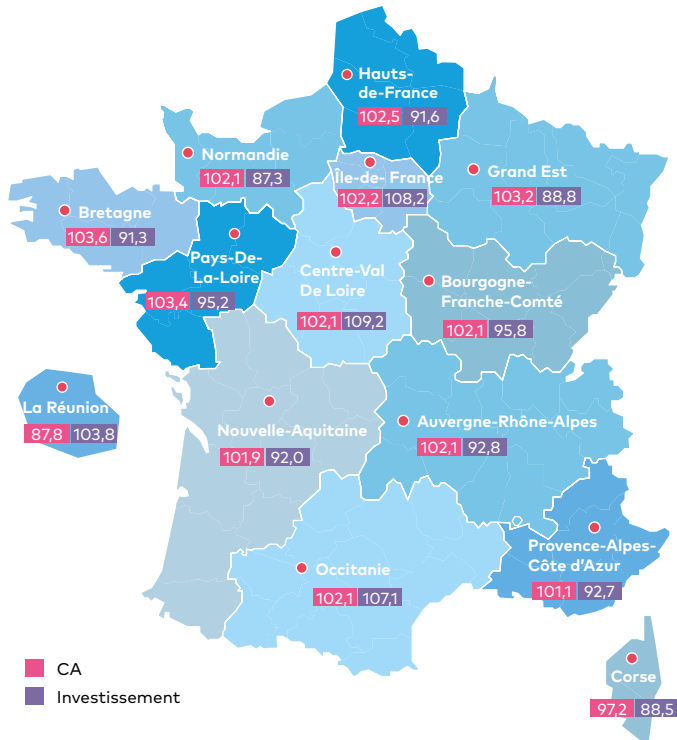 Hauts-
de-France
102,5 91,6
Normandie
102,1 87,3
Île-de- France
102,2 108,2
Grand Est
103,2 88,8
Bretagne
103,6 91,3
Pays-De-
La-Loire
103,4 95,2
Centre-Val
De Loire
102,1 109,2
Bourgogne-
Franche-Comté
102,1 95,8
La Réunion
87,8 103,8
Nouvelle-Aquitaine
101,9 92,0
Auvergne-Rhône-Alpes
102,1 92,8
Provence-Alpes-
Côte d'Azur
101,1 92,7
Occitanie
102,1 107,1
Corse
97,2 88,5
CA
Investissement